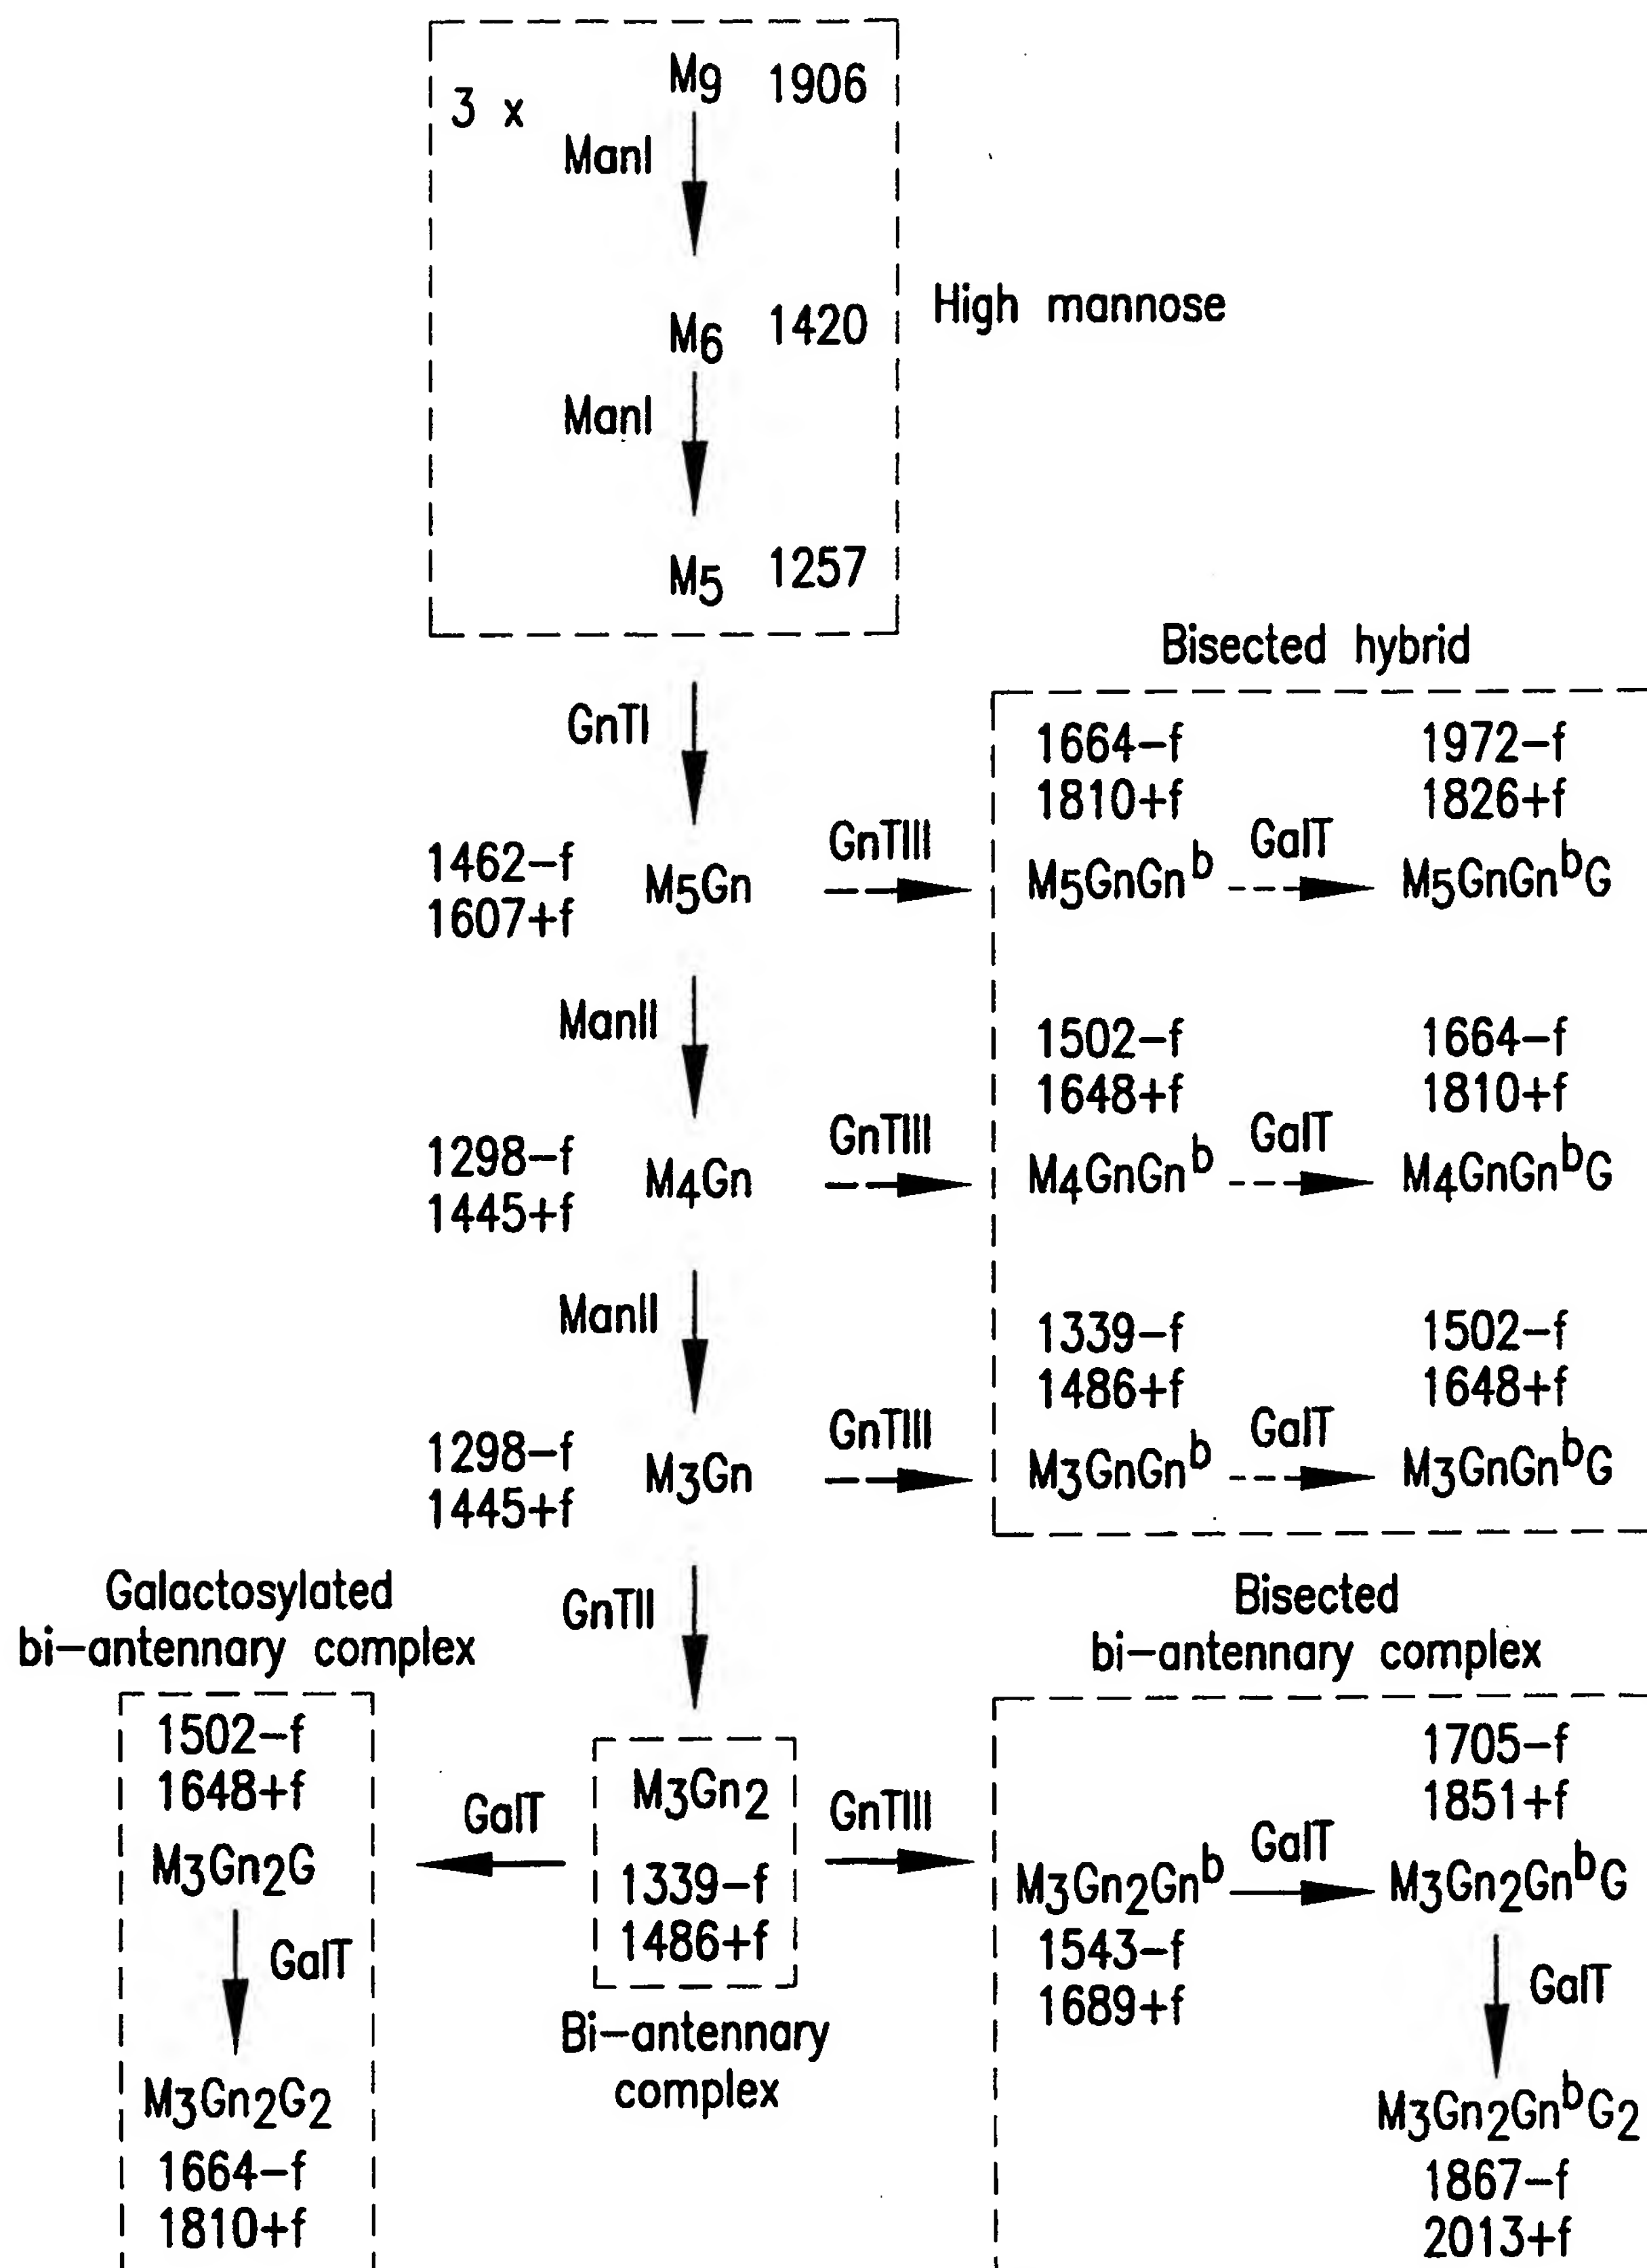 3 x
M9 1906
ManI
M6 1420
High mannose
ManI
M5 1257
Bisected hybrid
GnTI
1664-f
1810+f
1972-f
1826+f
1462-f
1607+f
M5Gn
GnTIII
M5GnGnb
GalT
M5GnGnbG
ManII
1502-f
1648+f
1664-f
1810+f
1298-f
1445+f
M4Gn
GnTIII
M4GnGnb
GalT
M4GnGnbG
ManII
1339-f
1486+f
1502-f
1648+f
1298-f
1445+f
M3Gn
GnTIII
M3GnGnb
GalT
M3GnGnbG
GnTII
Galactosylated
bi-antennary complex
Bisected
bi-antennary complex
1502-f
1648+f
M3Gn2G
GalT
M3Gn2G2
1664-f
1810+f
GalT
M3Gn2
1339-f
1486+f
Bi-antennary
complex
GnTIII
M3Gn2Gnb
1543-f
1689+f
GalT
1705-f
1851+f
M3Gn2GnbG
GalT
M3Gn2GnbG2
1867-f
2013+f